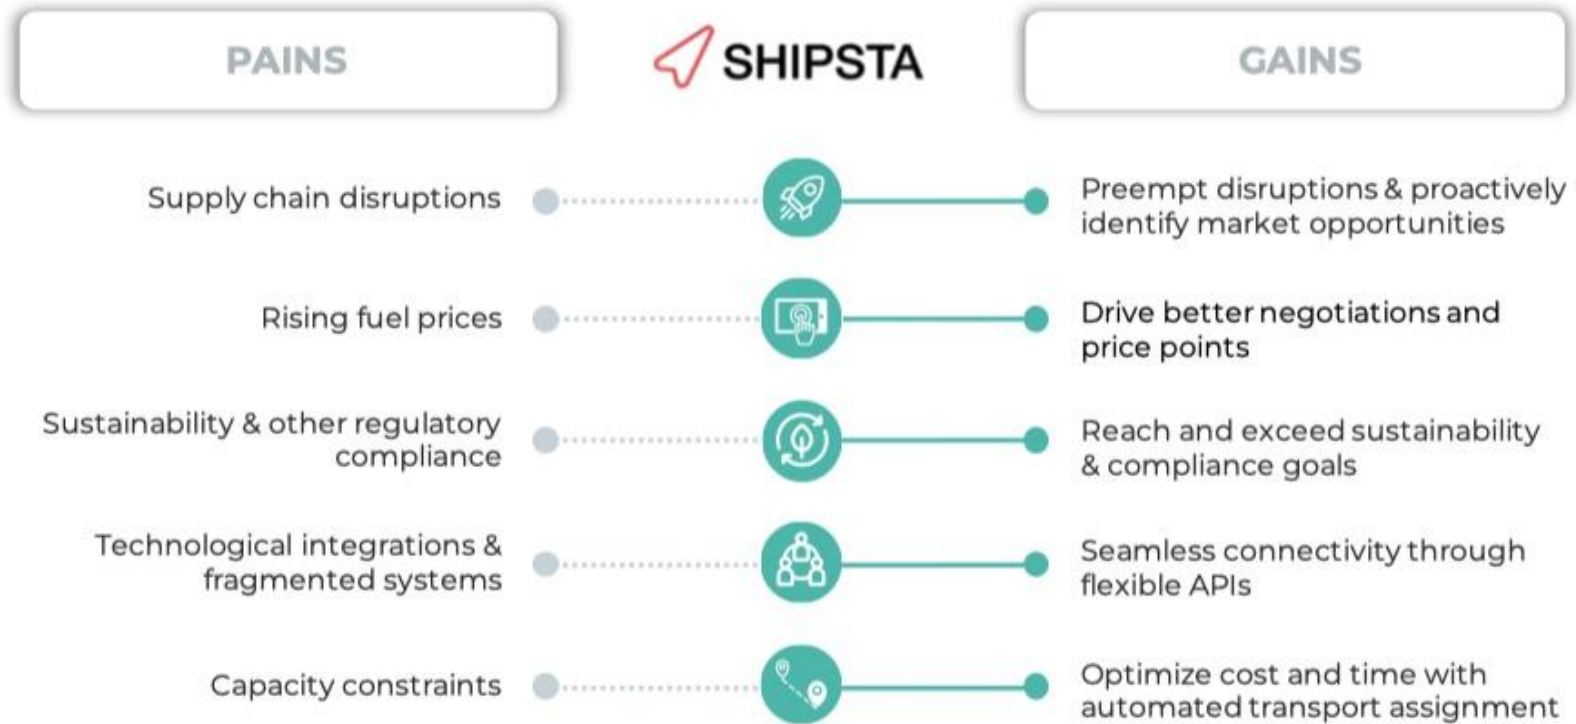 PAINS
SHIPSTA
GAINS
Supply chain disruptions
Preempt disruptions & proactively
identify market opportunities
Rising fuel prices
Drive better negotiations and
price points
Sustainability & other regulatory
compliance
Reach and exceed sustainability
& compliance goals
Technological integrations &
fragmented systems
Seamless connectivity through
flexible APIs
Capacity constraints
Optimize cost and time with
automated transport assignment